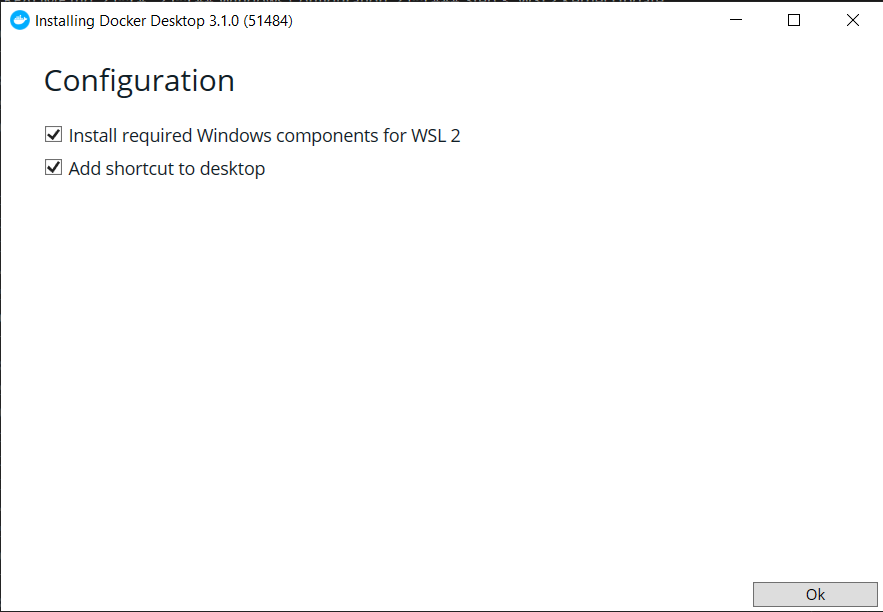 Installing Docker Desktop 3.1.0 (51484)
Configuration
Install required Windows components for WSL 2
Add shortcut to desktop
Ok